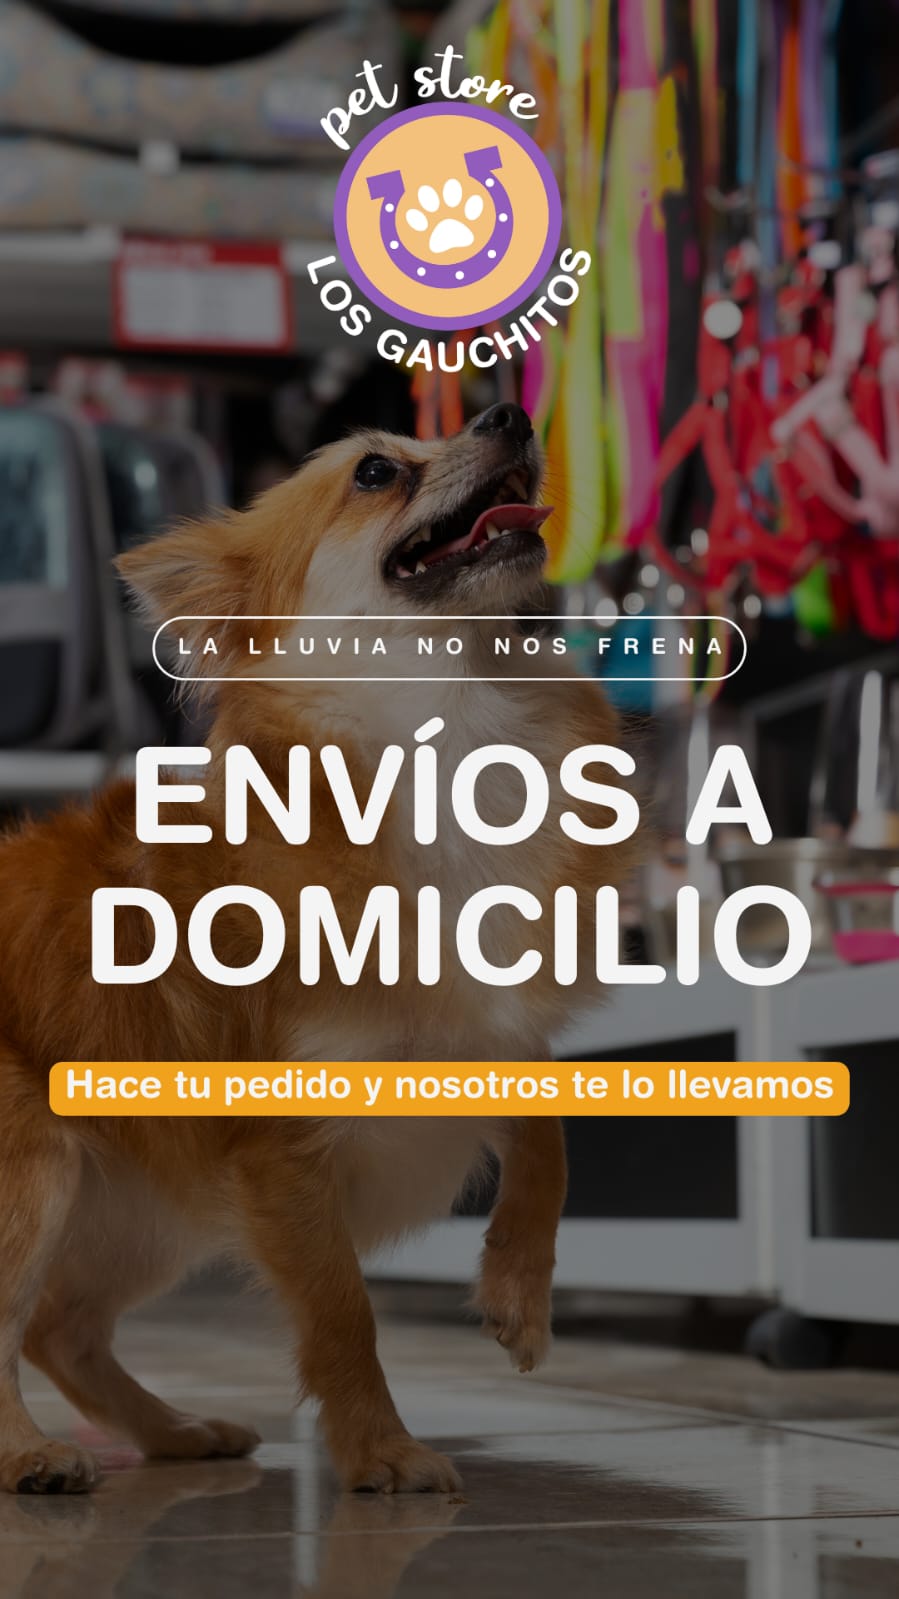 pet store
LOS GAUCHITOS
LA LLUVIA NO NOS FRENA
ENVÍOS A
DOMICILIO
Hace tu pedido y nosotros te lo llevamos